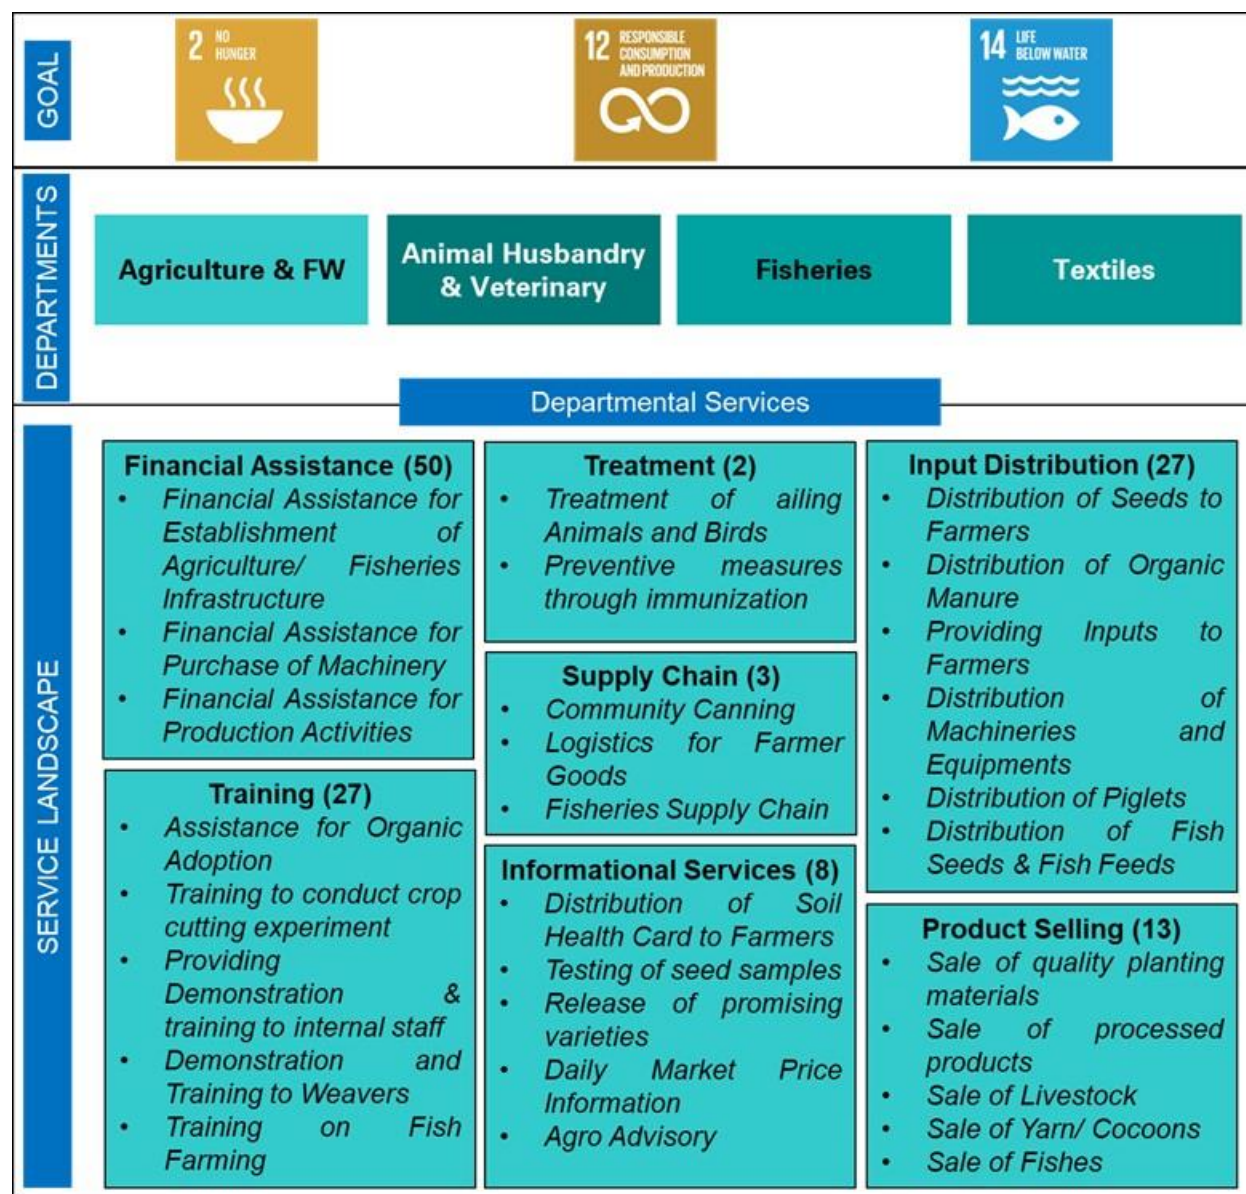 GOAL
2 NO
HUNGER
12 RESPONSIBLE
CONSUMPTION
AND PRODUCTION
14 LIFE
BELOW WATER
DEPARTMENTS
Agriculture & FW
Animal Husbandry
& Veterinary
Fisheries
Textiles
Departmental Services
SERVICE LANDSCAPE
Financial Assistance (50)
• Financial Assistance for
Establishment of
Agriculture/ Fisheries
Infrastructure
• Financial Assistance for
Purchase of Machinery
• Financial Assistance for
Production Activities
Training (27)
• Assistance for Organic
Adoption
• Training to conduct crop
cutting experiment
• Providing
Demonstration &
training to internal staff
• Demonstration and
Training to Weavers
• Training on Fish
Farming
Treatment (2)
• Treatment of ailing
Animals and Birds
• Preventive measures
through immunization
Supply Chain (3)
• Community Canning
• Logistics for Farmer
Goods
• Fisheries Supply Chain
Informational Services (8)
• Distribution of Soil
Health Card to Farmers
• Testing of seed samples
• Release of promising
varieties
• Daily Market Price
Information
• Agro Advisory
Input Distribution (27)
• Distribution of Seeds to
Farmers
• Distribution of Organic
Manure
• Providing Inputs to
Farmers
• Distribution of
Machineries and
Equipments
• Distribution of Piglets
• Distribution of Fish
Seeds & Fish Feeds
Product Selling (13)
• Sale of quality planting
materials
• Sale of processed
products
• Sale of Livestock
• Sale of Yarn/ Cocoons
• Sale of Fishes